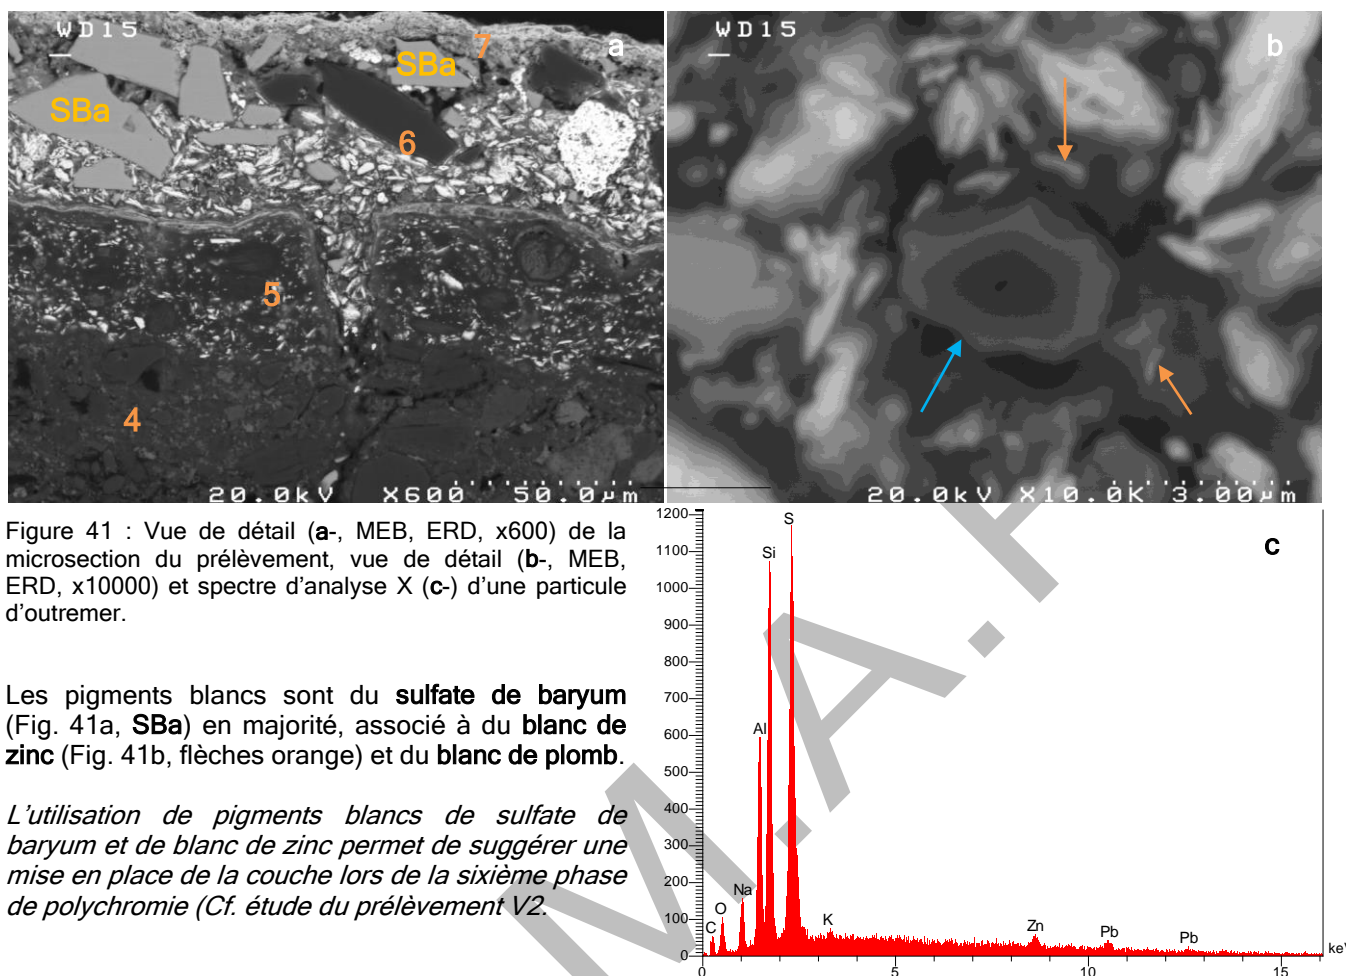 WD15
a
7
SBa
SBa
6
5
4
20.0kV X600 50.0µm
WD15
b
20.0kV X10.0K 3.00µm
Figure 41 : Vue de détail (a-, MEB, ERD, x600) de la
microsection du prélèvement, vue de détail (b-, MEB,
ERD, x10000) et spectre d'analyse X (c-) d'une particule
d'outremer.
Les pigments blancs sont du sulfate de baryum
(Fig. 41a, SBa) en majorité, associé à du blanc de
zinc (Fig. 41b, flèches orange) et du blanc de plomb.
L'utilisation de pigments blancs de sulfate de
baryum et de blanc de zinc permet de suggérer une
mise en place de la couche lors de la sixième phase
de polychromie (Cf. étude du prélèvement V2.
c
1200
1100
1000
900
800
700
600
500
400
300
200
100
0
C
O
Na
Al
Si
S
K
Zn
Pb
Pb
0
5
10
15
keV
M.A.